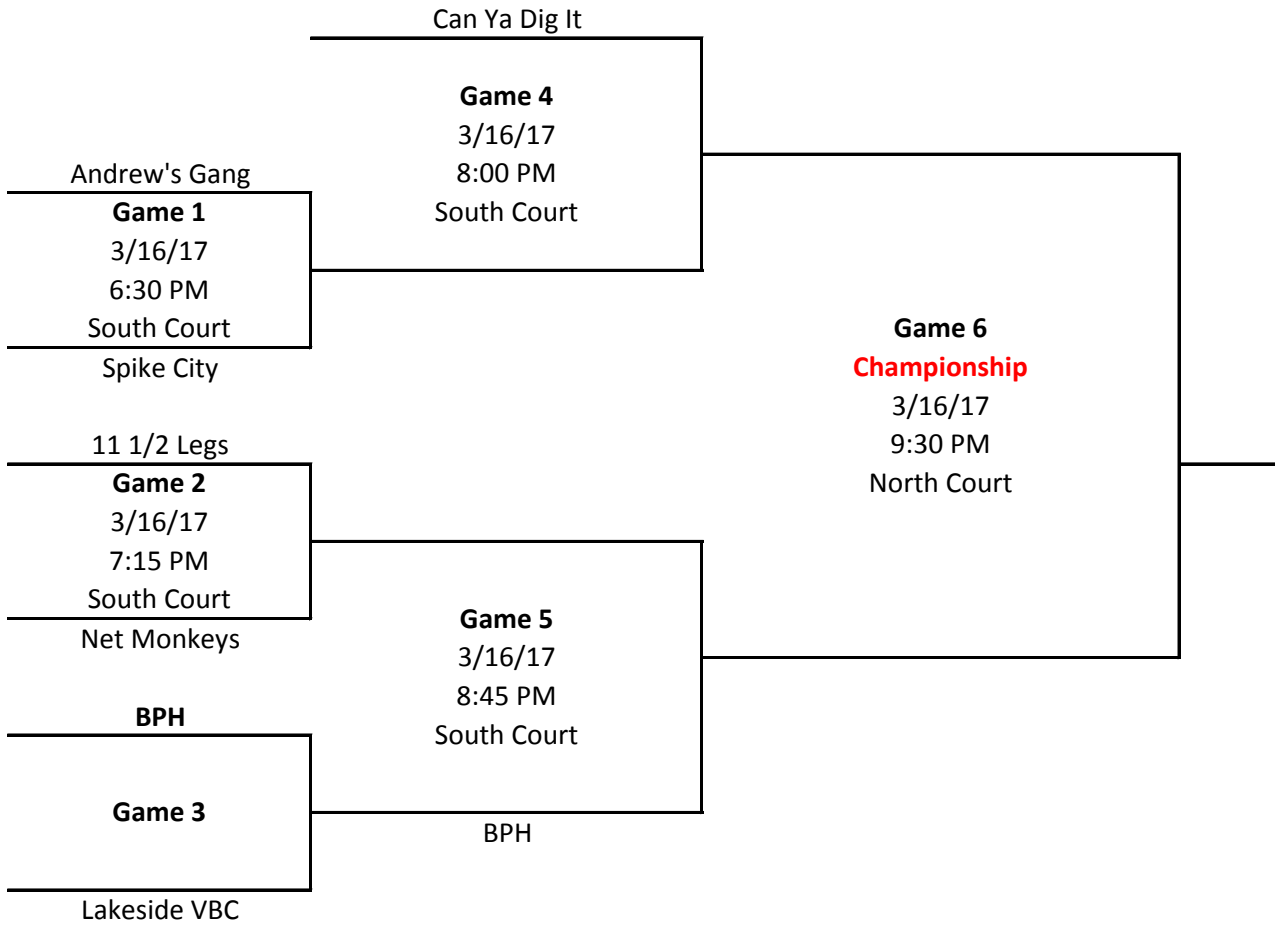 Can Ya Dig It
Game 4
3/16/17
8:00 PM
South Court
Andrew's Gang
Game 1
3/16/17
6:30 PM
South Court
Spike City
Game 6
Championship
3/16/17
9:30 PM
North Court
11 1/2 Legs
Game 2
3/16/17
7:15 PM
South Court
Net Monkeys
Game 5
3/16/17
8:45 PM
South Court
BPH
Game 3
BPH
Lakeside VBC